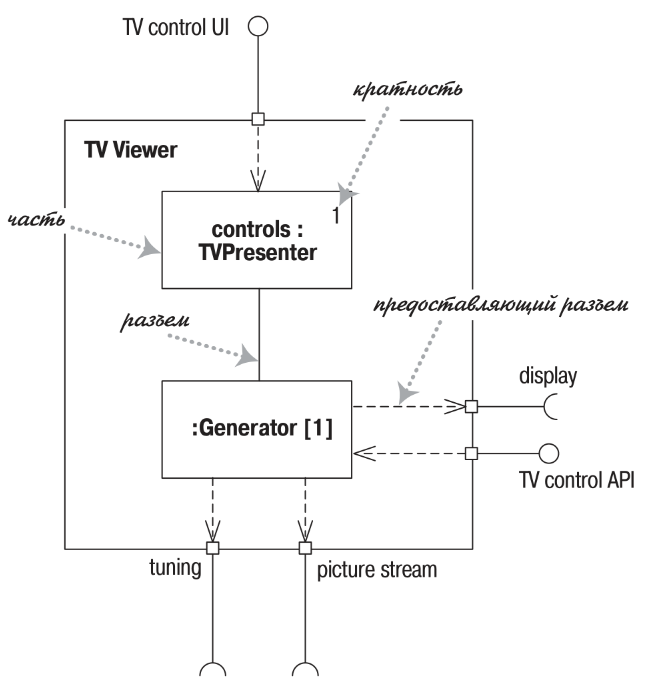 TV control UI
кратность
TV Viewer
1
controls :
TVPresenter
часть
разъем
предоставляющий разъем
display
:Generator [1]
TV control API
tuning
picture stream